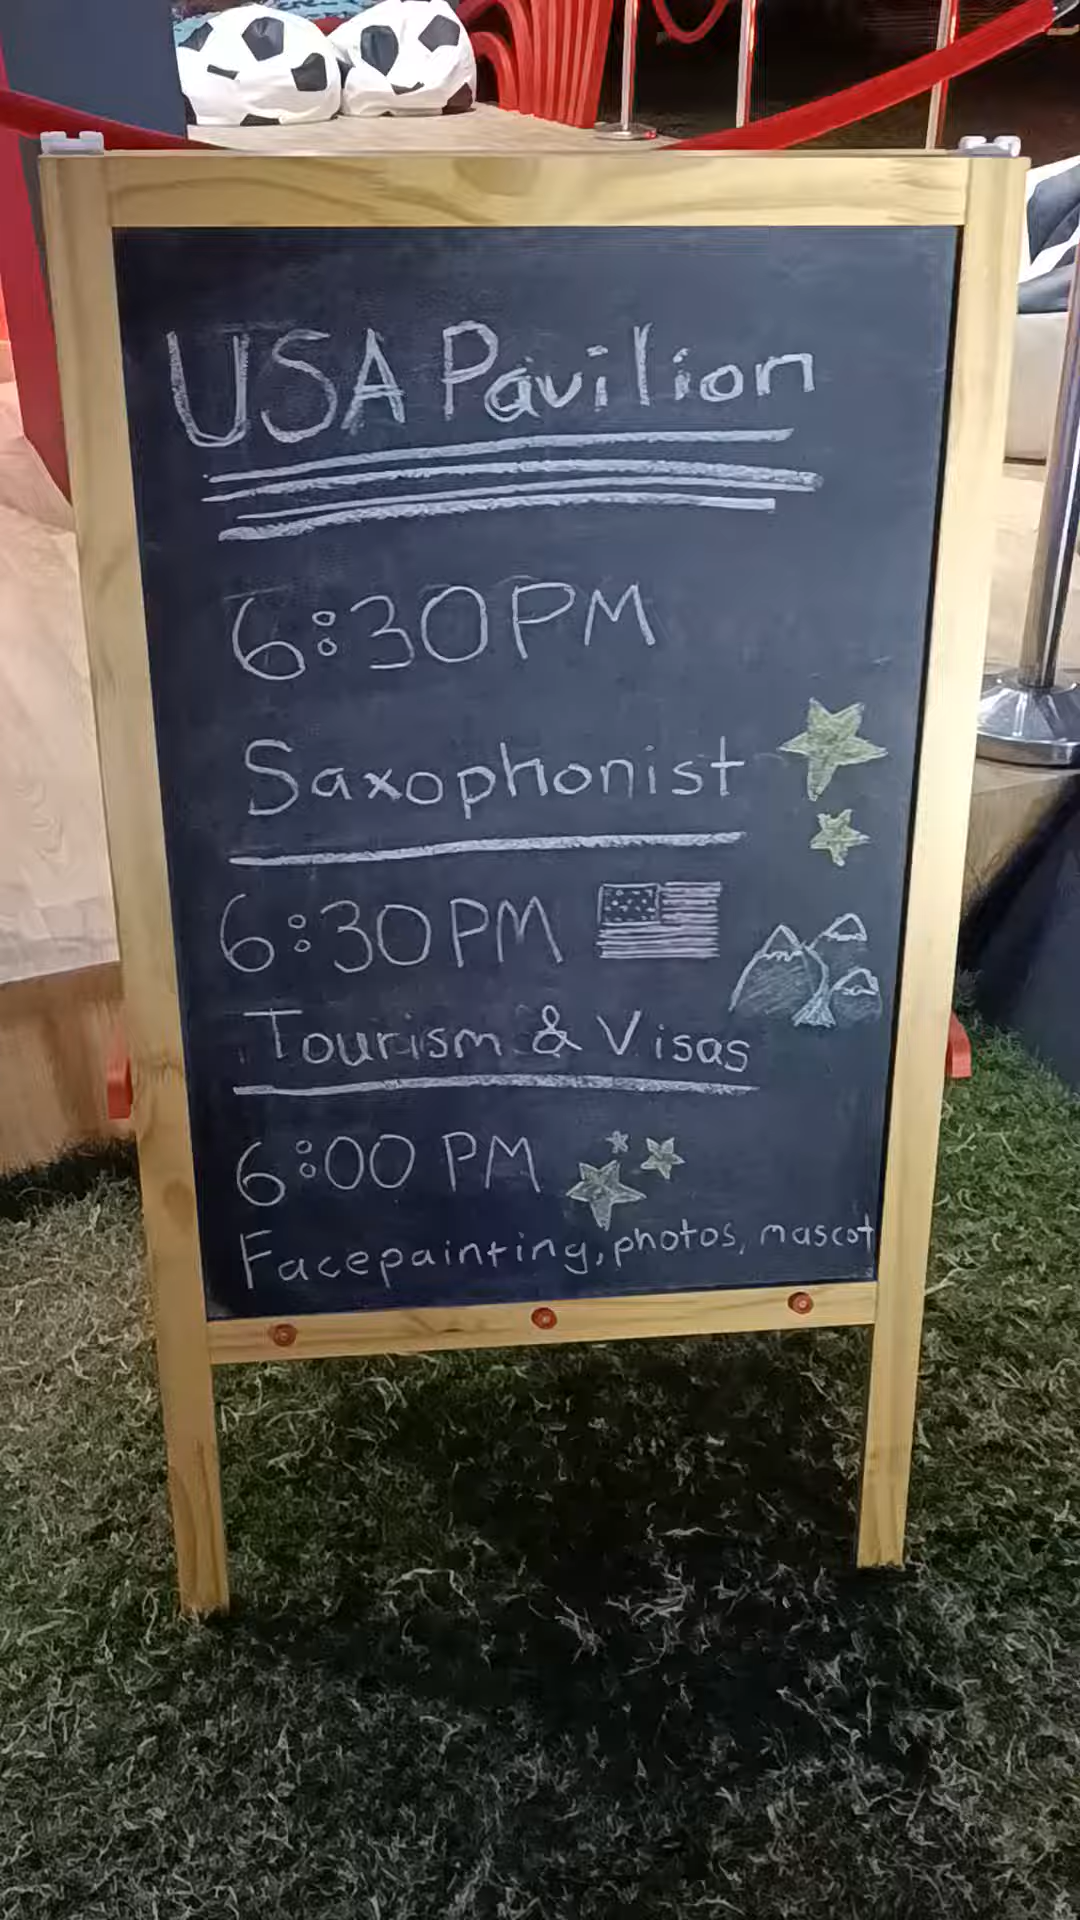 USA Pavilion
6:30PM
Saxophonist
6:30PM
Tourism & Visas
6:00 PM
Facepainting, photos, mascot